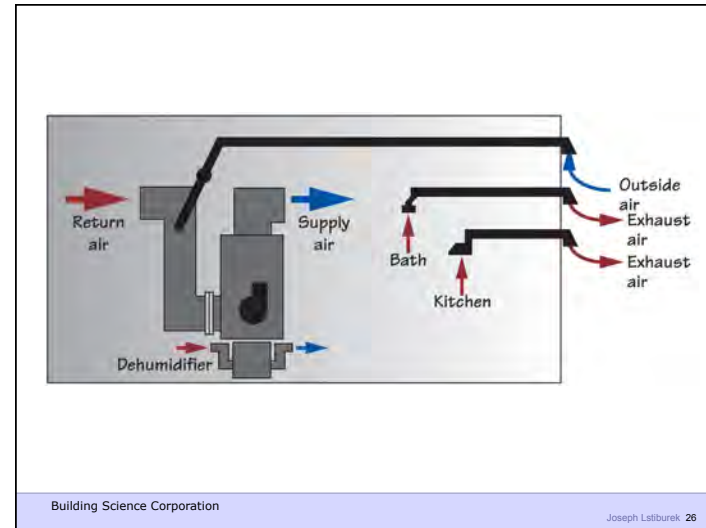 Return
air
Supply
air
Dehumidifier
Bath
Kitchen
Outside
air
Exhaust
air
Exhaust
air
Building Science Corporation
Joseph Lstiburek 26